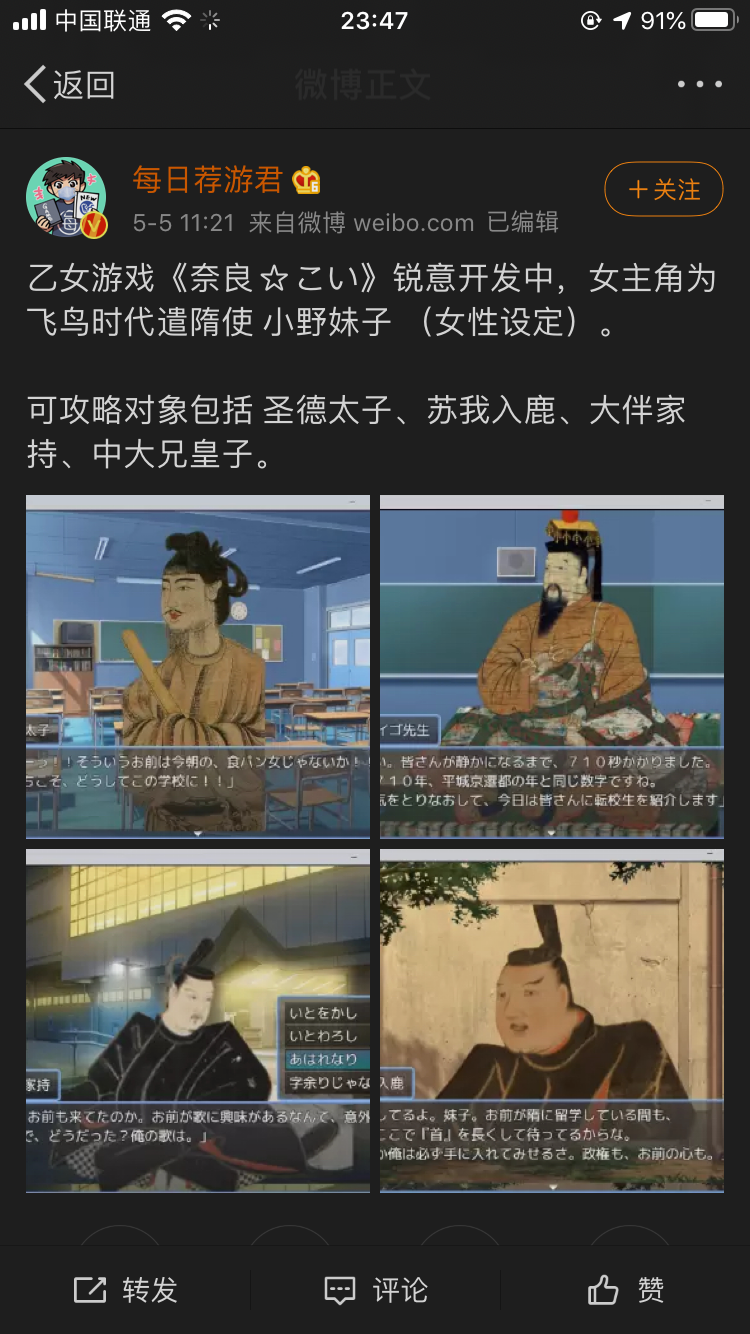 中国联通
23:47
91%
返回
微博正文
每日荐游君
6
5-5 11:21 来自微博 weibo.com 已编辑
+关注
乙女游戏《奈良☆こい》锐意开发中，女主角为
飞鸟时代遣隋使 小野妹子 （女性设定）。
可攻略对象包括 圣德太子、苏我入鹿、大伴家
持、中大兄皇子。
太子
ーっ！！そういうお前は今朝の、食パン女じゃないか！
ちこそ、どうしてこの学校に！！」
イゴ先生
い。皆さんが静かになるまで、７１０秒かかりました。
７１０年、平城京遷都の年と同じ数字ですね。
気をとりなおして、今日は皆さんに転校生を紹介します」
いとをかし
いとわろし
あはれなり
字余りじゃな
家持
お前も来てたのか。お前が歌に興味があるなんて、意外
で、どうだった？俺の歌は。」
入鹿
してるよ。妹子。お前が隋に留学している間も、
ここで『首』を長くして待ってるからな。
か俺は必ず手に入れてみせるさ。政権も、お前の心も。
转发
评论
赞